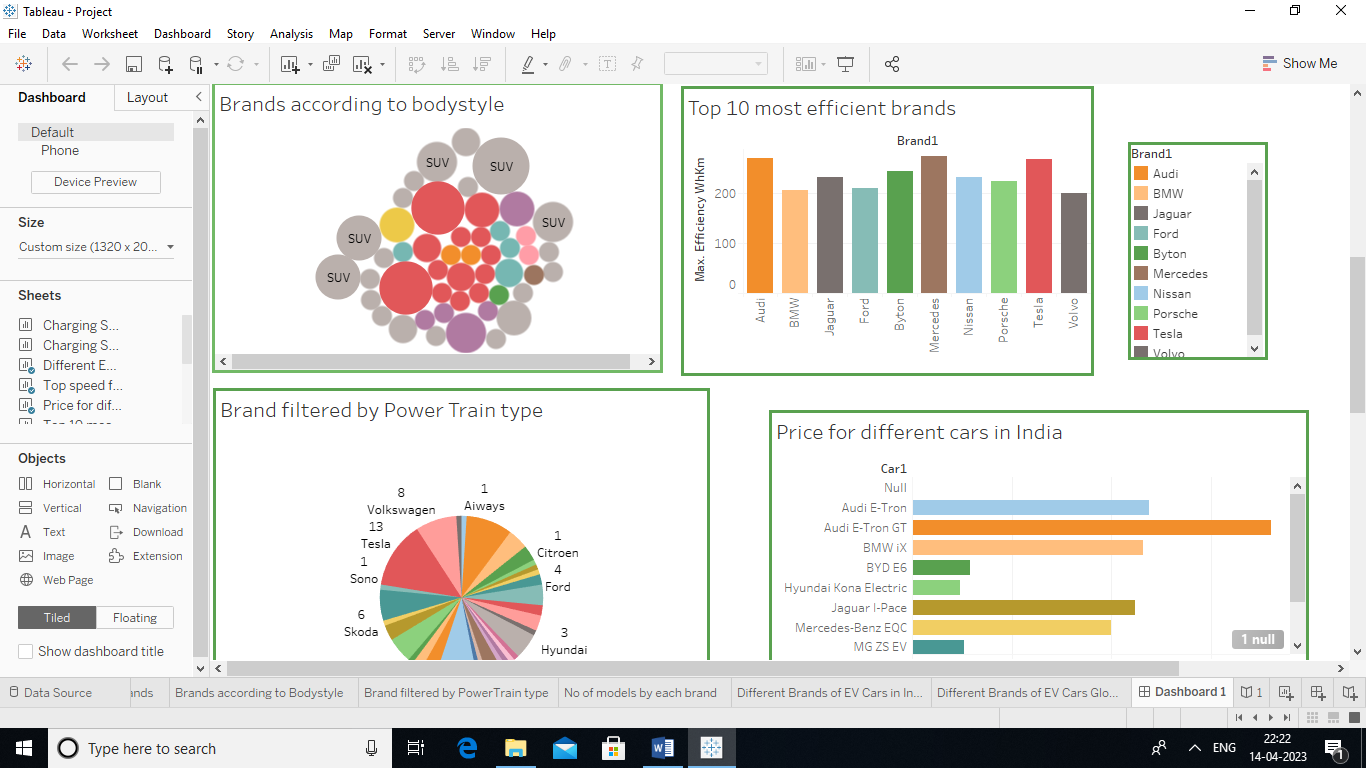 Tableau - Project
File Data Worksheet Dashboard Story Analysis Map Format Server Window Help
Show Me
Dashboard Layout
Default
Phone
Device Preview
Size
Custom size (1320 x 20...
Sheets
Charging S...
Charging S...
Different E...
Top speed f...
Price for dif...
Objects
Horizontal Blank
Vertical Navigation
Text Download
Image Extension
Web Page
Tiled Floating
Show dashboard title
Brands according to bodystyle
SUV
SUV
SUV
SUV
SUV
Top 10 most efficient brands
Brand1
Max. Efficiency WhKm
200
100
0
Audi
BMW
Jaguar
Ford
Byton
Mercedes
Nissan
Porsche
Tesla
Volvo
Brand1
Audi
BMW
Jaguar
Ford
Byton
Mercedes
Nissan
Porsche
Tesla
Volvo
Brand filtered by Power Train type
8
Volkswagen
1
Aiways
13
Tesla
1
Citroen
1
Sono
4
Ford
6
Skoda
3
Hyundai
Price for different cars in India
Car1
Null
Audi E-Tron
Audi E-Tron GT
BMW iX
BYD E6
Hyundai Kona Electric
Jaguar I-Pace
Mercedes-Benz EQC
MG ZS EV
1 null
Data Source ands Brands according to Bodystyle Brand filtered by PowerTrain type No of models by each brand Different Brands of EV Cars in In... Different Brands of EV Cars Glo... Dashboard 1 1
Type here to search
ENG
22:22
14-04-2023
1